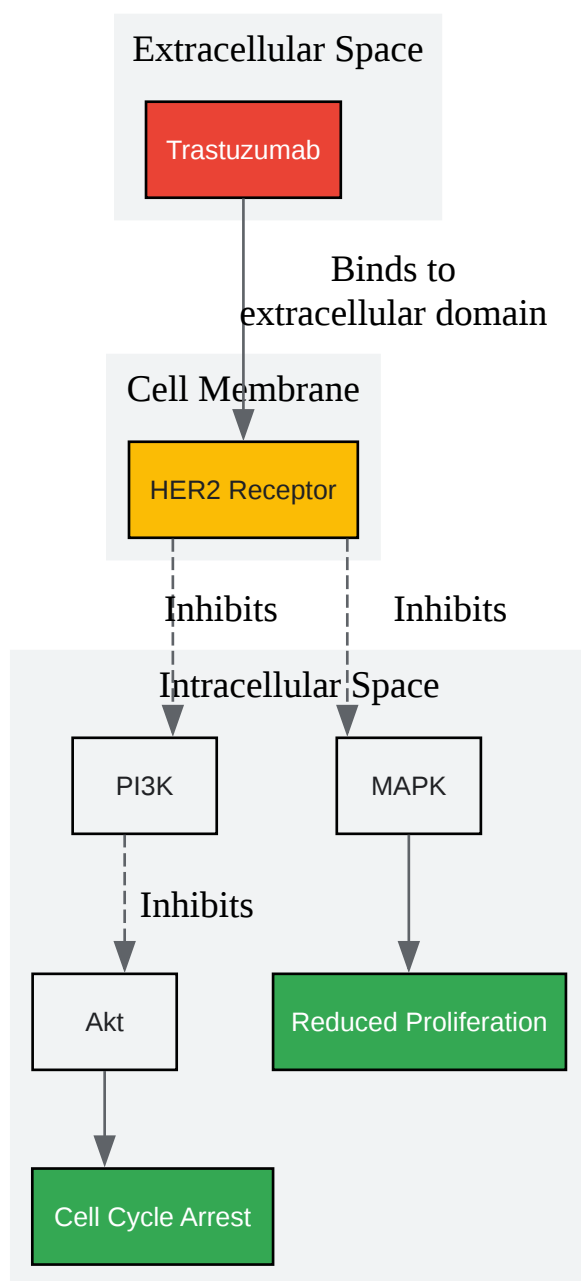 Extracellular Space
Trastuzumab
Binds to
extracellular domain
Cell Membrane
HER2 Receptor
Inhibits
Inhibits
Intracellular Space
PI3K
MAPK
Inhibits
Akt
Reduced Proliferation
Cell Cycle Arrest